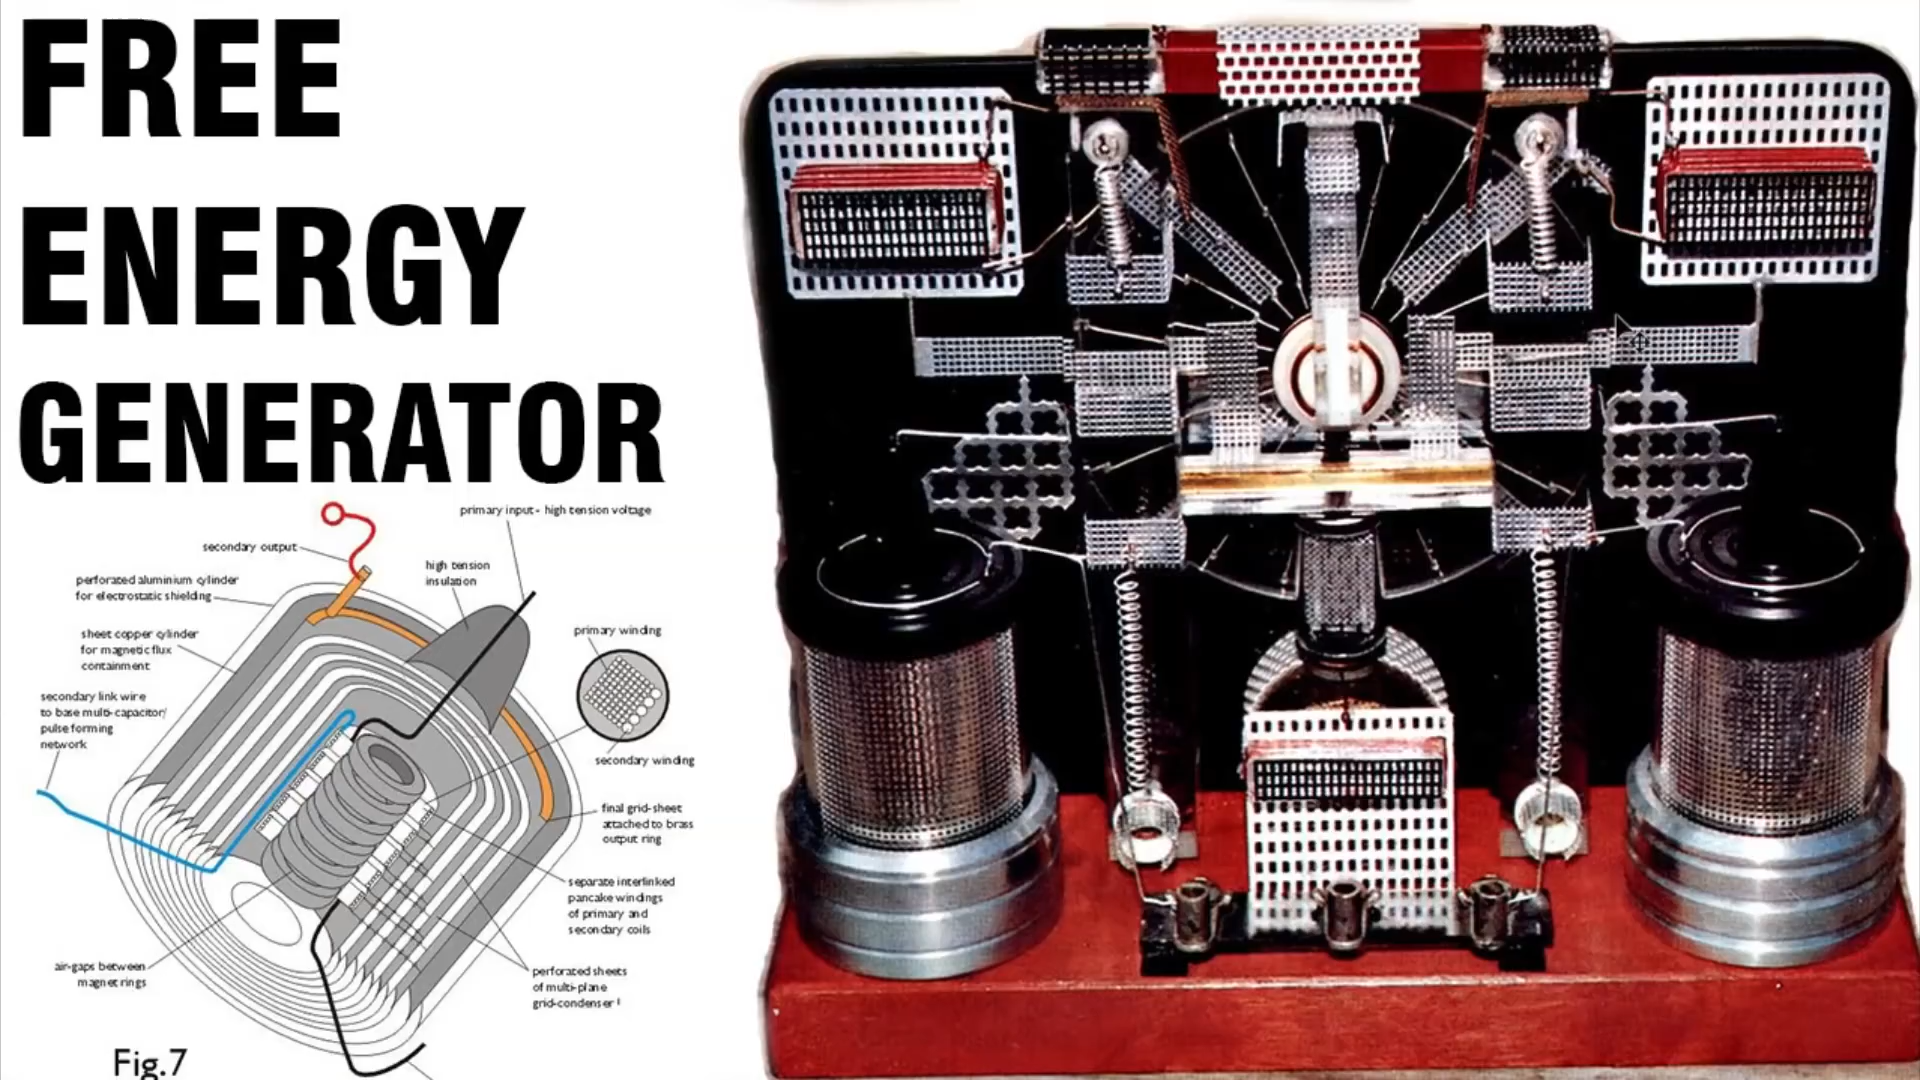 FREE
ENERGY
GENERATOR
primary input - high tension voltage
secondary output
high tension
insulation
perforated aluminium cylinder
for electrostatic shielding
sheet copper cylinder
for magnetic flux
containment
primary winding
secondary link wire
to base multi-capacitor/
pulse forming
network
secondary winding
final grid-sheet
attached to brass
output ring
separate interlinked
pancake windings
of primary and
secondary coils
air-gaps between
magnet rings
perforated sheets
of multi-plane
grid-condenser !
Fig.7